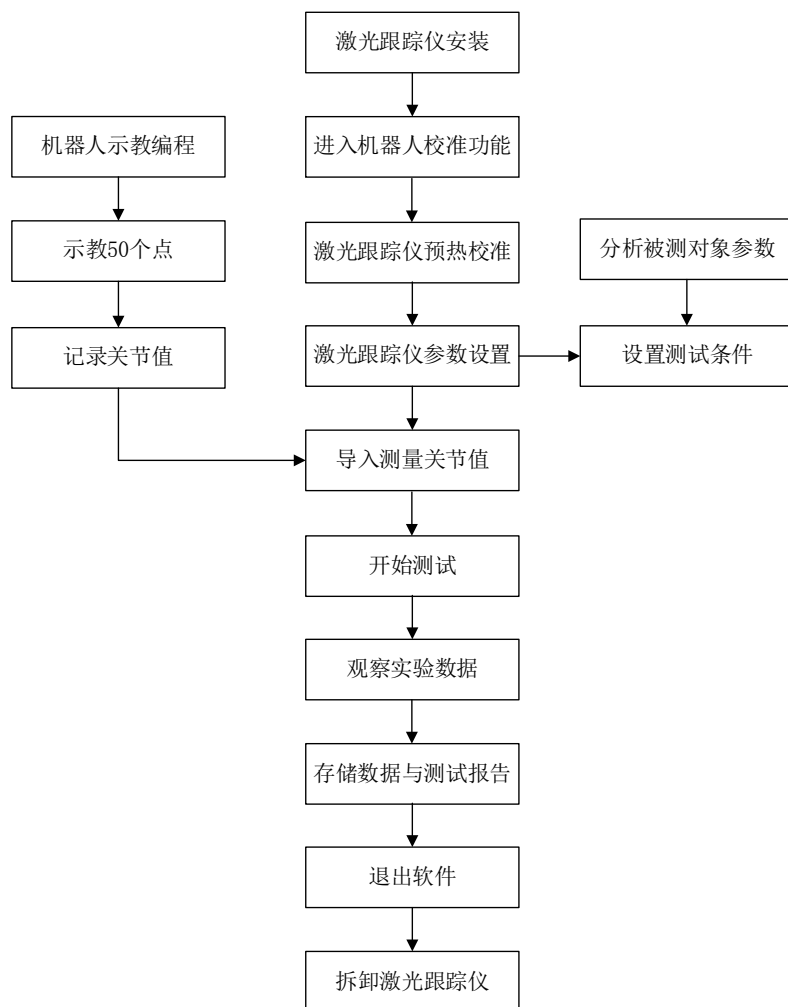 激光跟踪仪安装
机器人示教编程
进入机器人校准功能
示教50个点
激光跟踪仪预热校准
分析被测对象参数
记录关节值
激光跟踪仪参数设置
设置测试条件
导入测量关节值
开始测试
观察实验数据
存储数据与测试报告
退出软件
拆卸激光跟踪仪